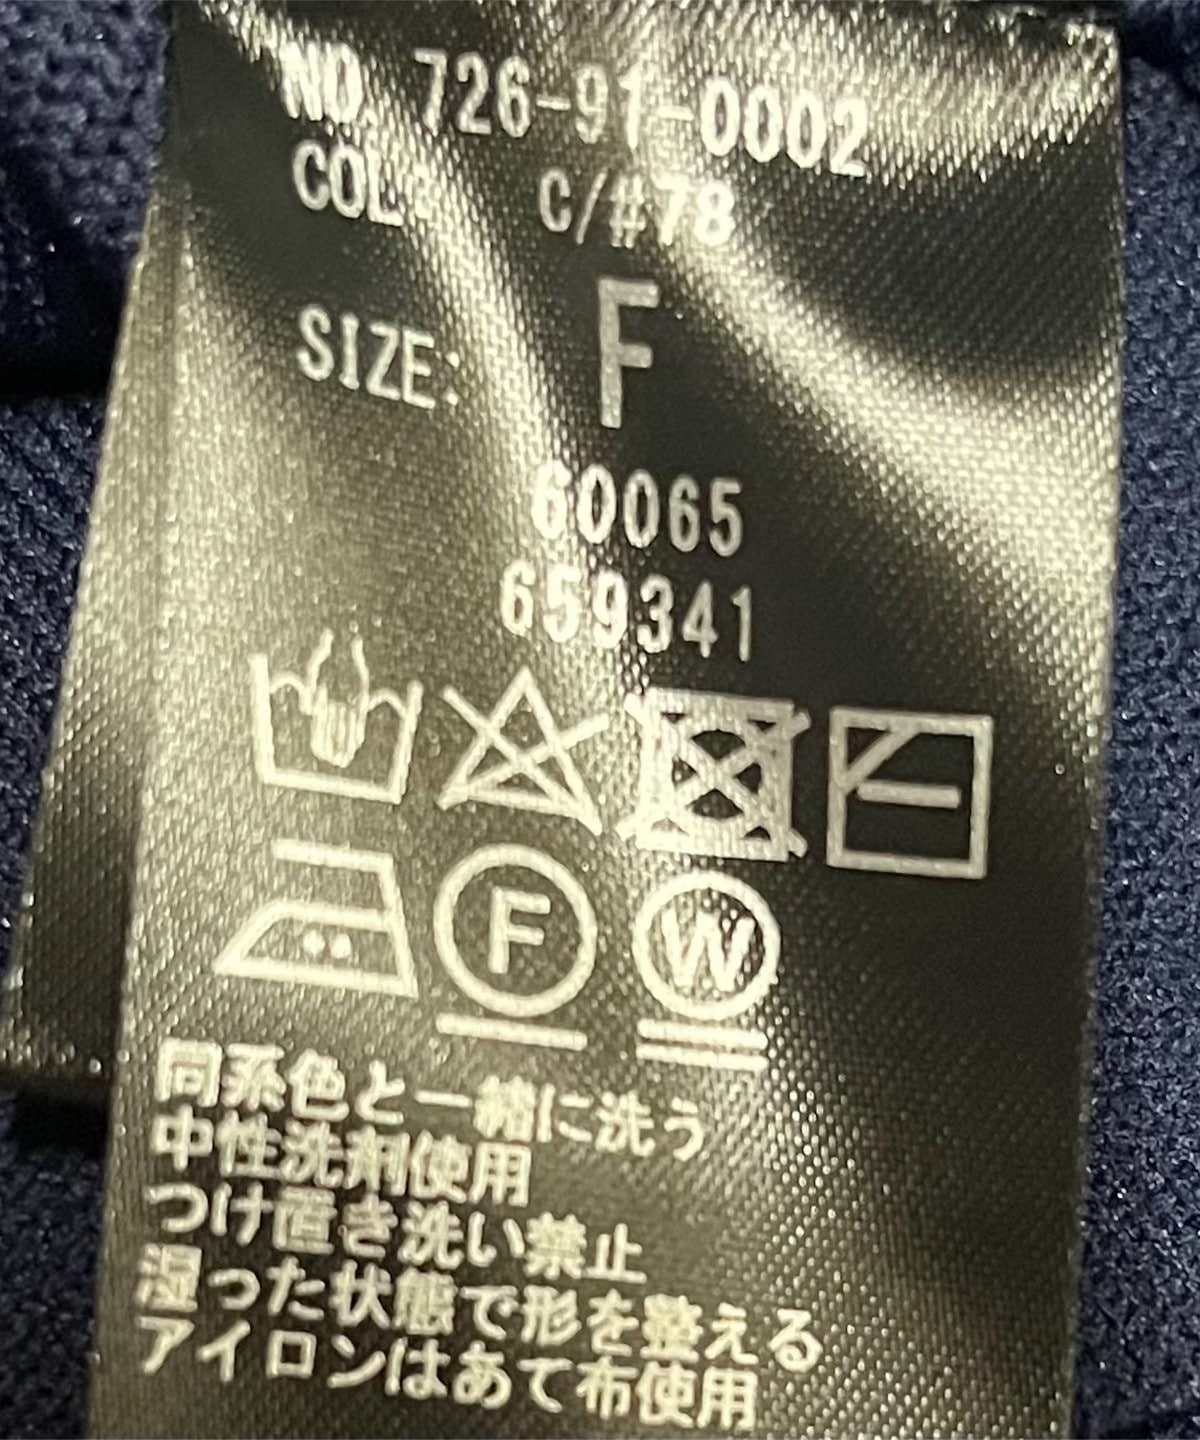 NO. 726-91-0002
COL: C/#78
SIZE: F
60065
659341
F W
同系色と一緒に洗う
中性洗剤使用
つけ置き洗い禁止
湿った状態で形を整える
アイロンはあて布使用